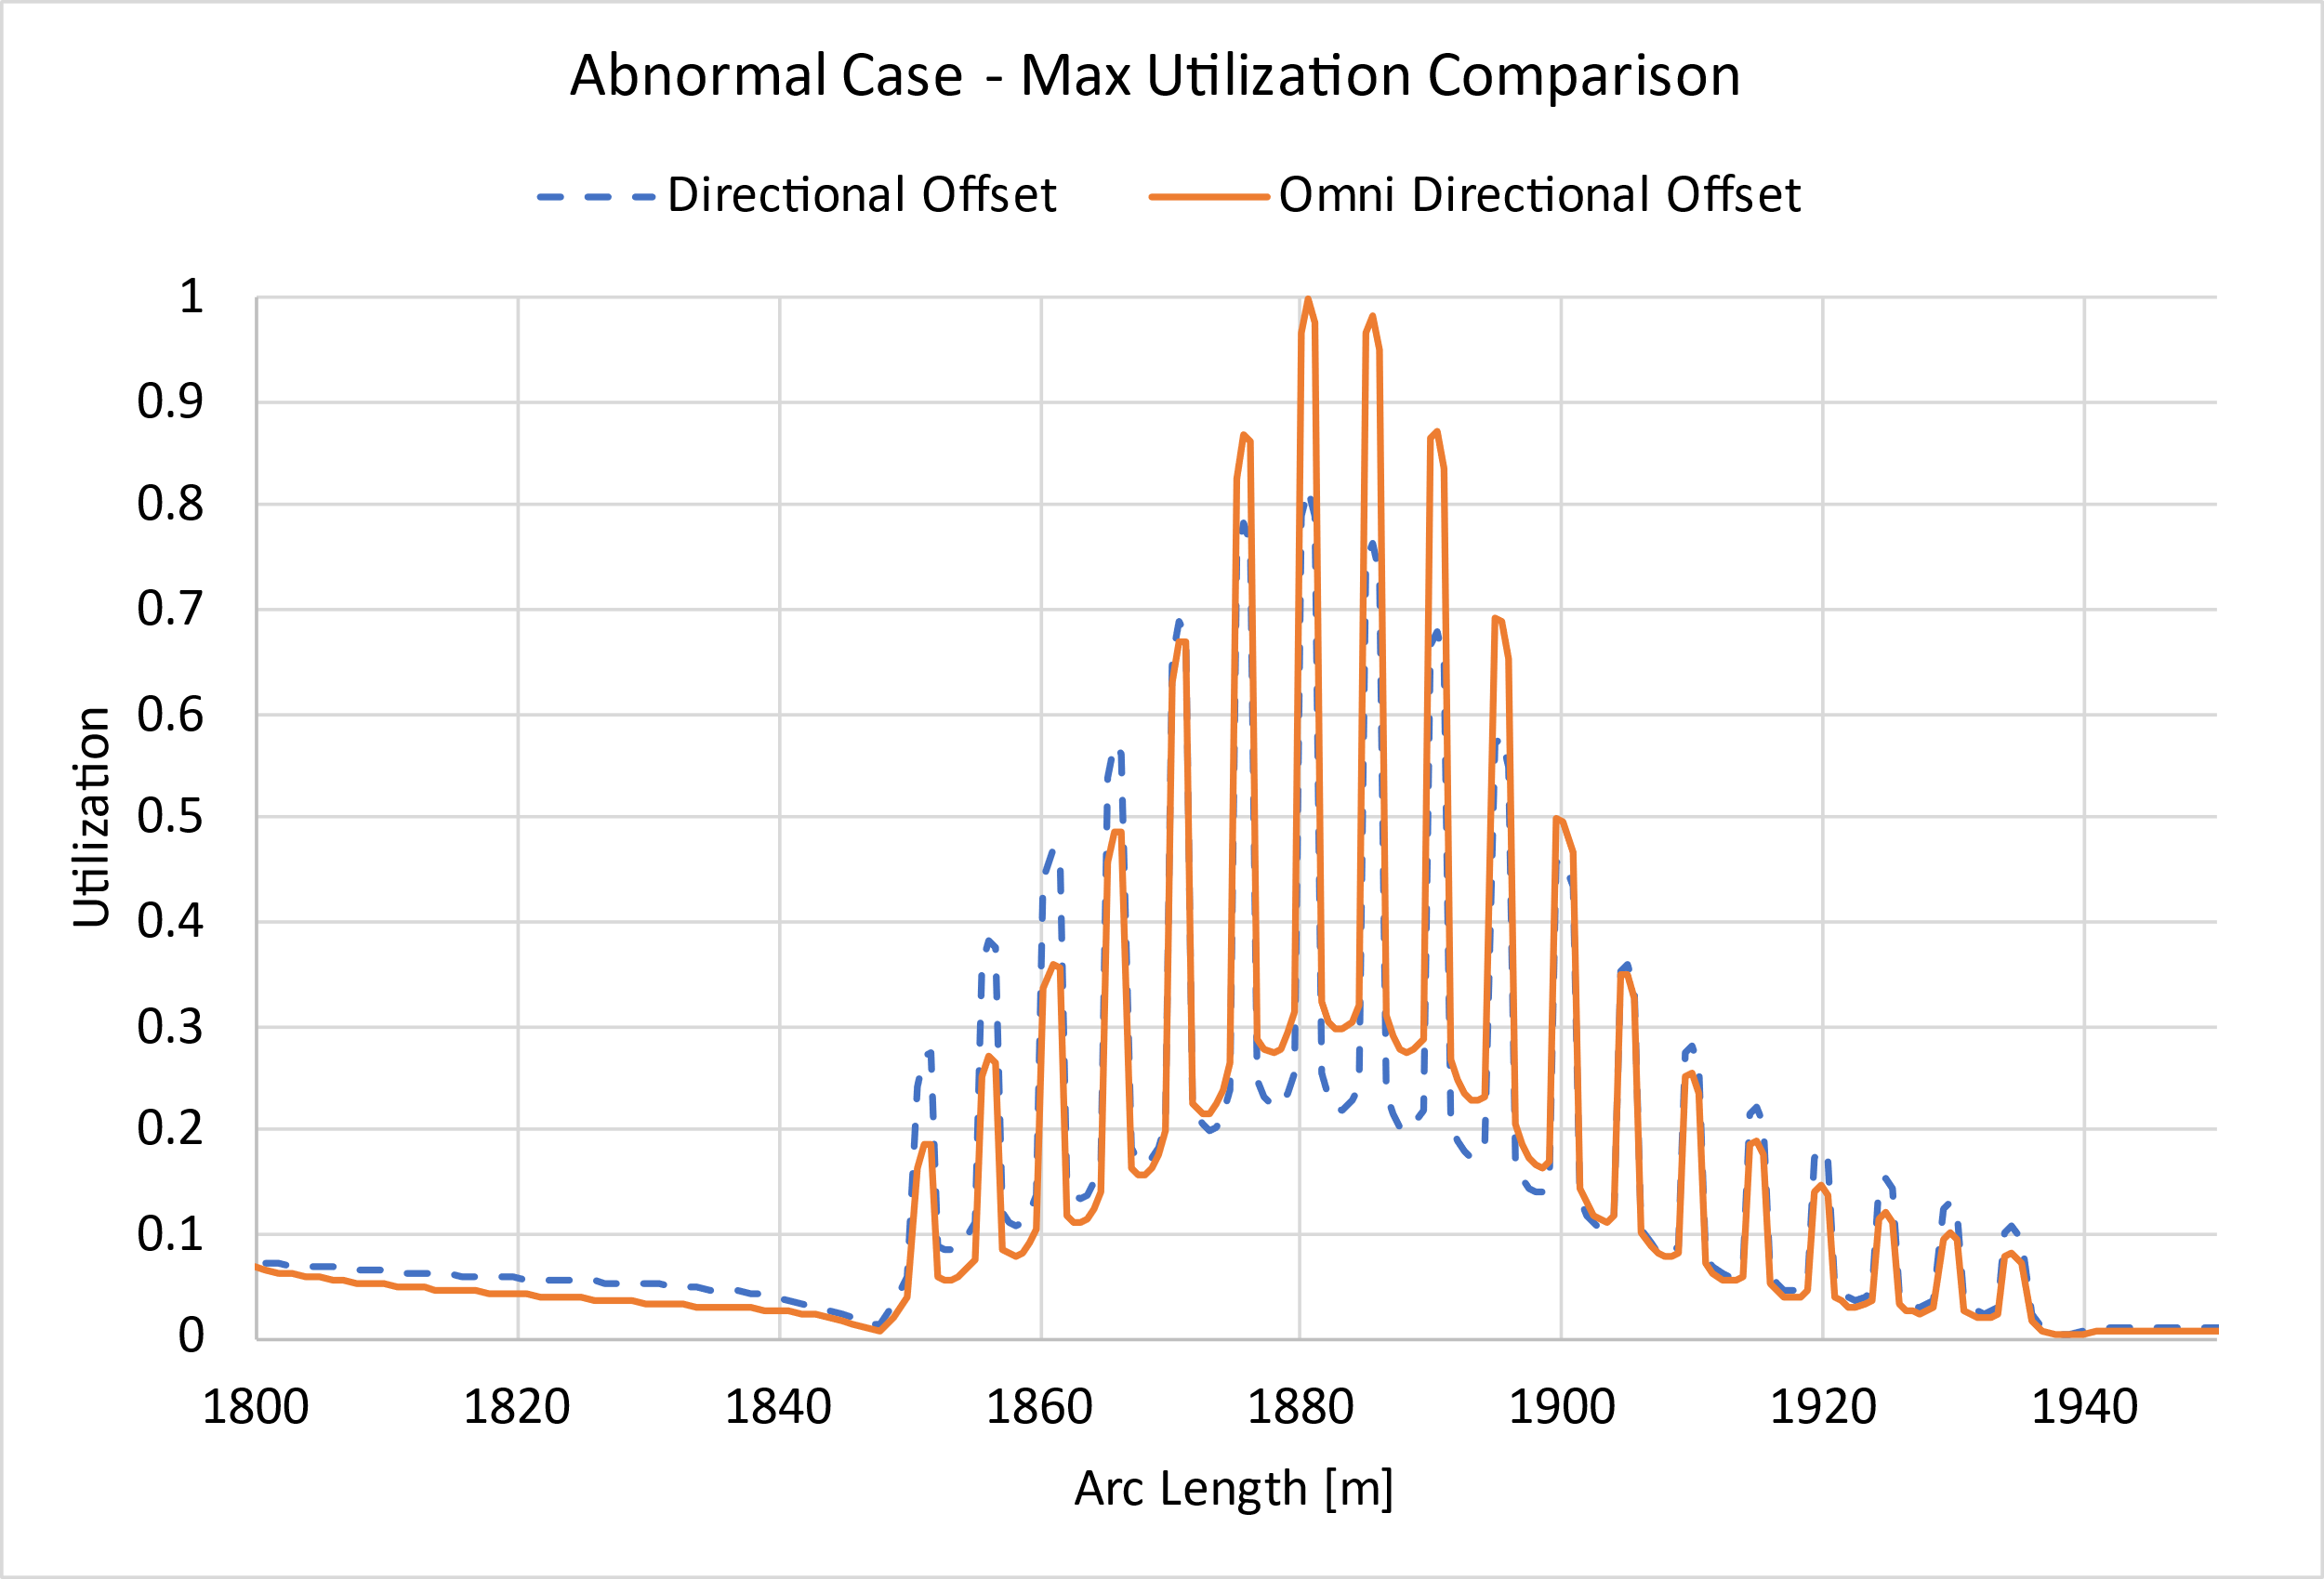 Abnormal Case - Max Utilization Comparison
Directional Offset Omni Directional Offset
1
0.9
0.8
0.7
0.6
0.5
0.4
0.3
0.2
0.1
0
Utilization
1800 1820 1840 1860 1880 1900 1920 1940
Arc Length [m]